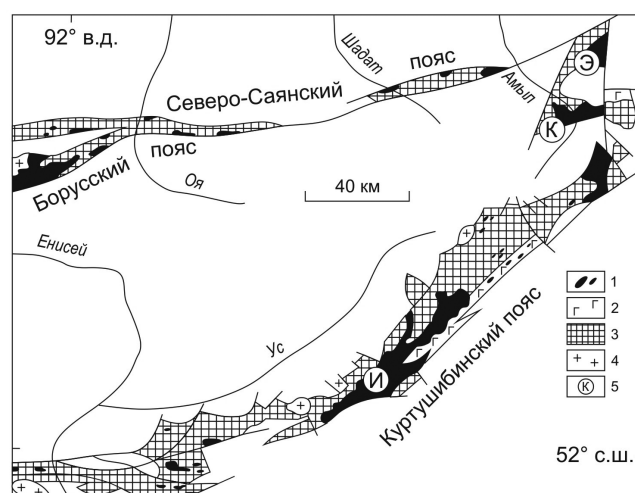 92° в.д.
Шадат
пояс
Э
Амыл
Северо-Саянский
К
пояс
Борусский
Оя
40 км
Енисей
1
2
3
4
К 5
Ус
И
Куртушибинский пояс
52° с.ш.